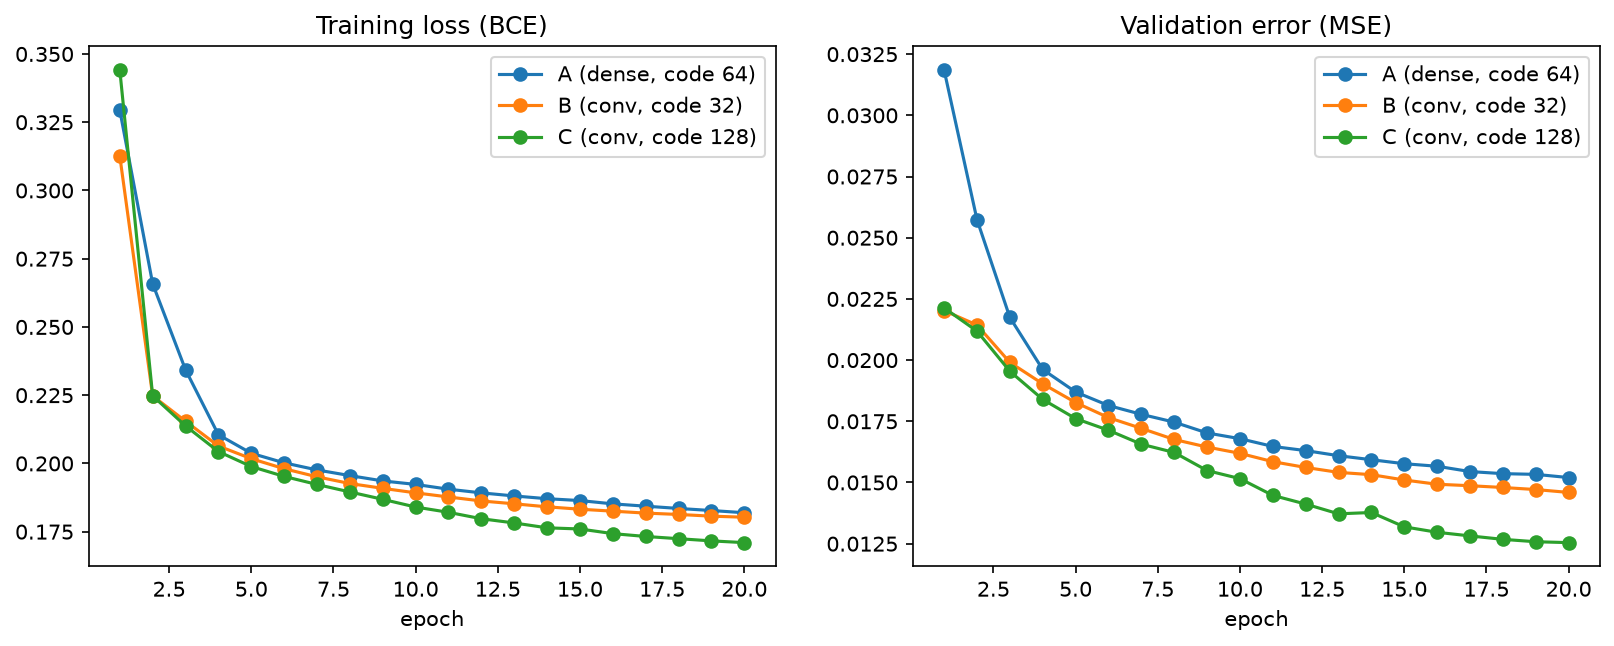 Training loss (BCE)
0.350
0.325
0.300
0.275
0.250
0.225
0.200
0.175
2.5 5.0 7.5 10.0 12.5 15.0 17.5 20.0
epoch
A (dense, code 64)
B (conv, code 32)
C (conv, code 128)
Validation error (MSE)
0.0325
0.0300
0.0275
0.0250
0.0225
0.0200
0.0175
0.0150
0.0125
2.5 5.0 7.5 10.0 12.5 15.0 17.5 20.0
epoch
A (dense, code 64)
B (conv, code 32)
C (conv, code 128)